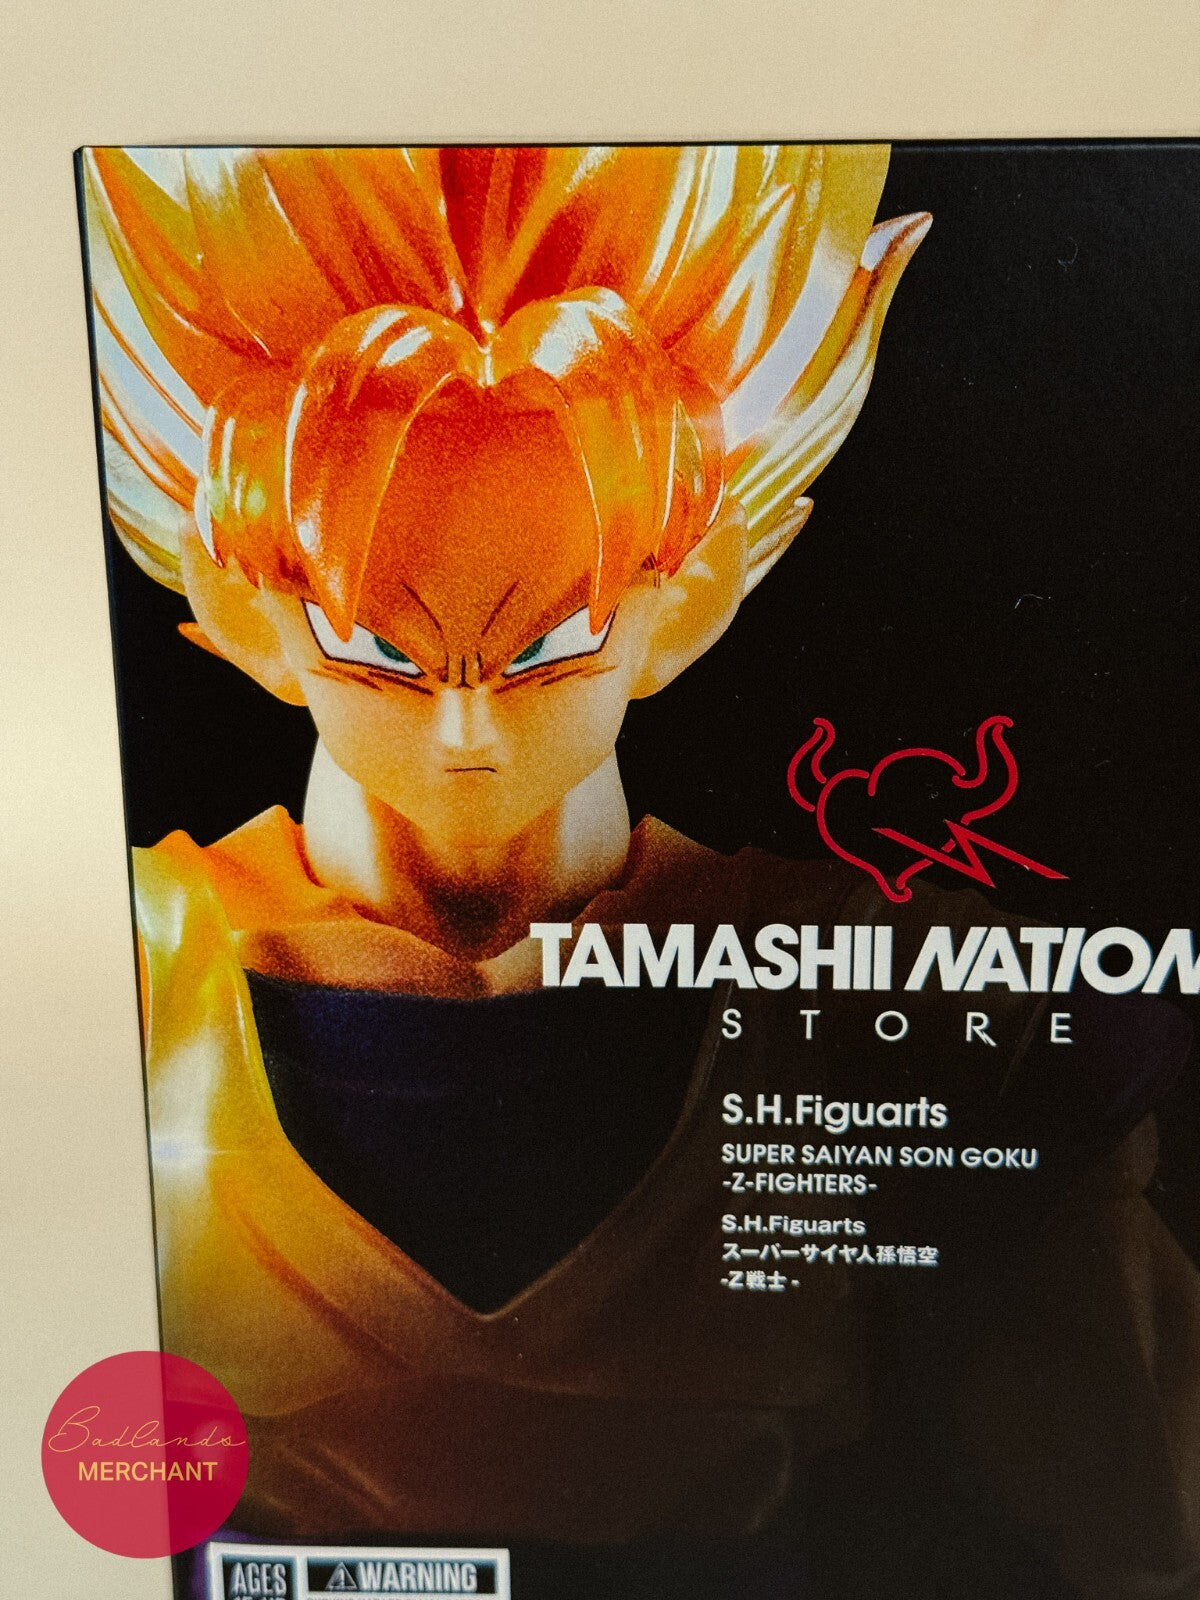 TAMASHII NATION
STORE
S.H.Figuarts
SUPER SAIYAN SON GOKU
-Z-FIGHTERS-
S.H.Figuarts
スーパーサイヤ人孫悟空
-Z戦士-
Badlands
MERCHANT
AGES
⚠WARNING